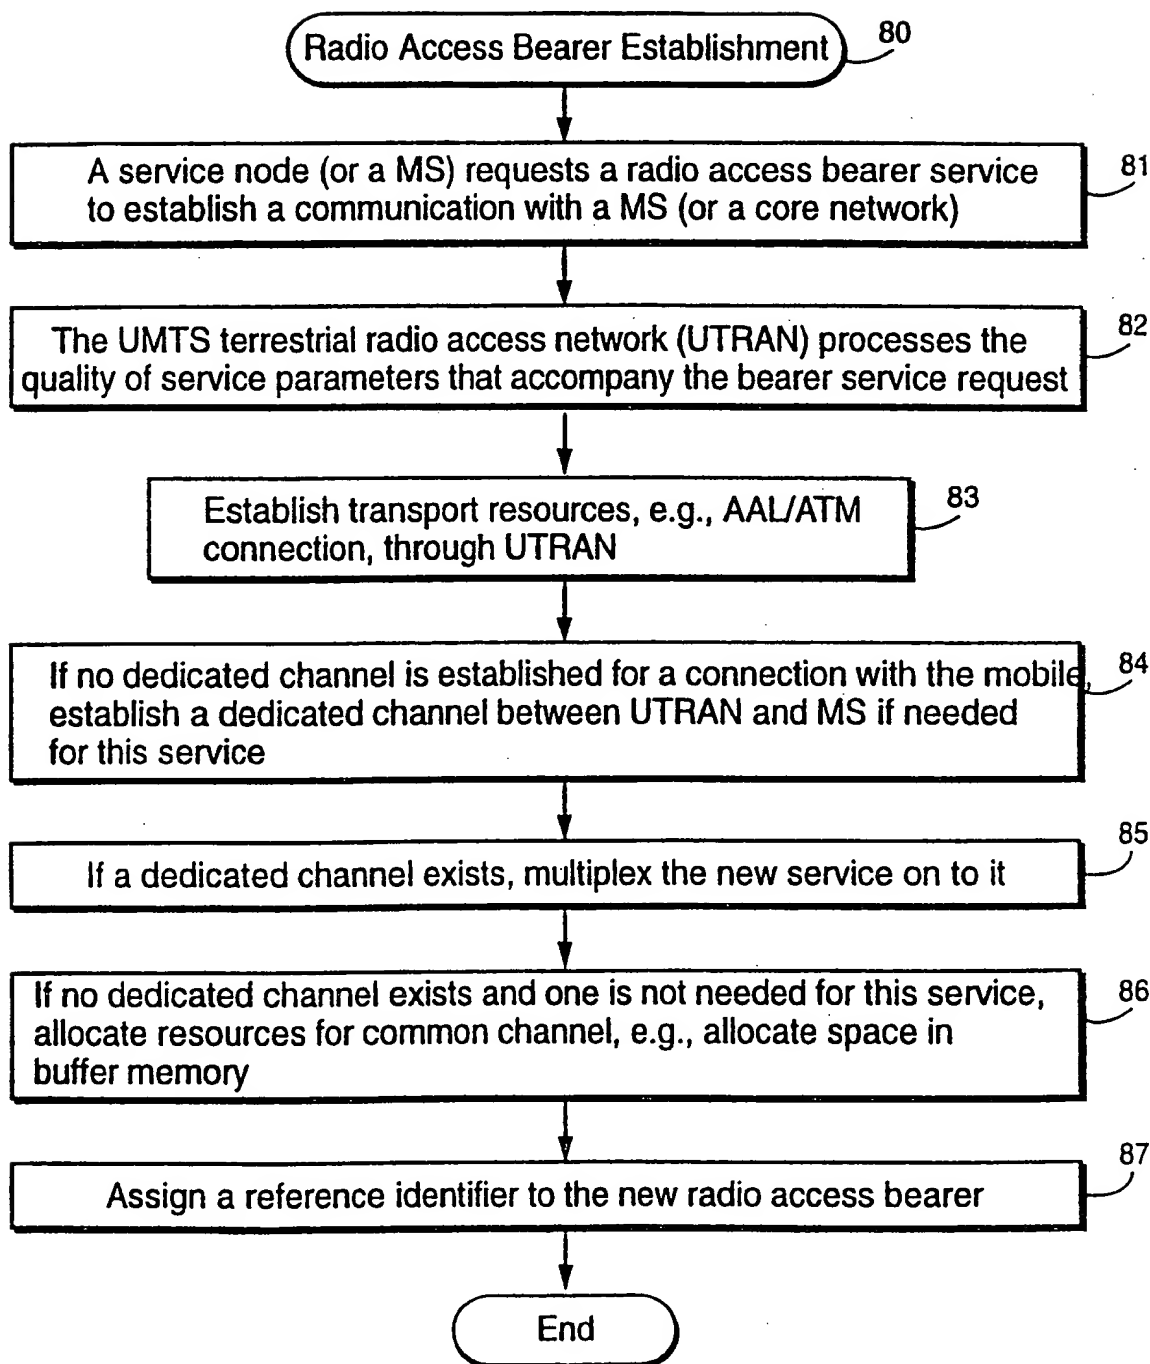 Radio Access Bearer Establishment
80
A service node (or a MS) requests a radio access bearer service
to establish a communication with a MS (or a core network)
81
The UMTS terrestrial radio access network (UTRAN) processes the
quality of service parameters that accompany the bearer service request
82
Establish transport resources, e.g., AAL/ATM
connection, through UTRAN
83
If no dedicated channel is established for a connection with the mobile,
establish a dedicated channel between UTRAN and MS if needed
for this service
84
If a dedicated channel exists, multiplex the new service on to it
85
If no dedicated channel exists and one is not needed for this service,
allocate resources for common channel, e.g., allocate space in
buffer memory
86
Assign a reference identifier to the new radio access bearer
87
End